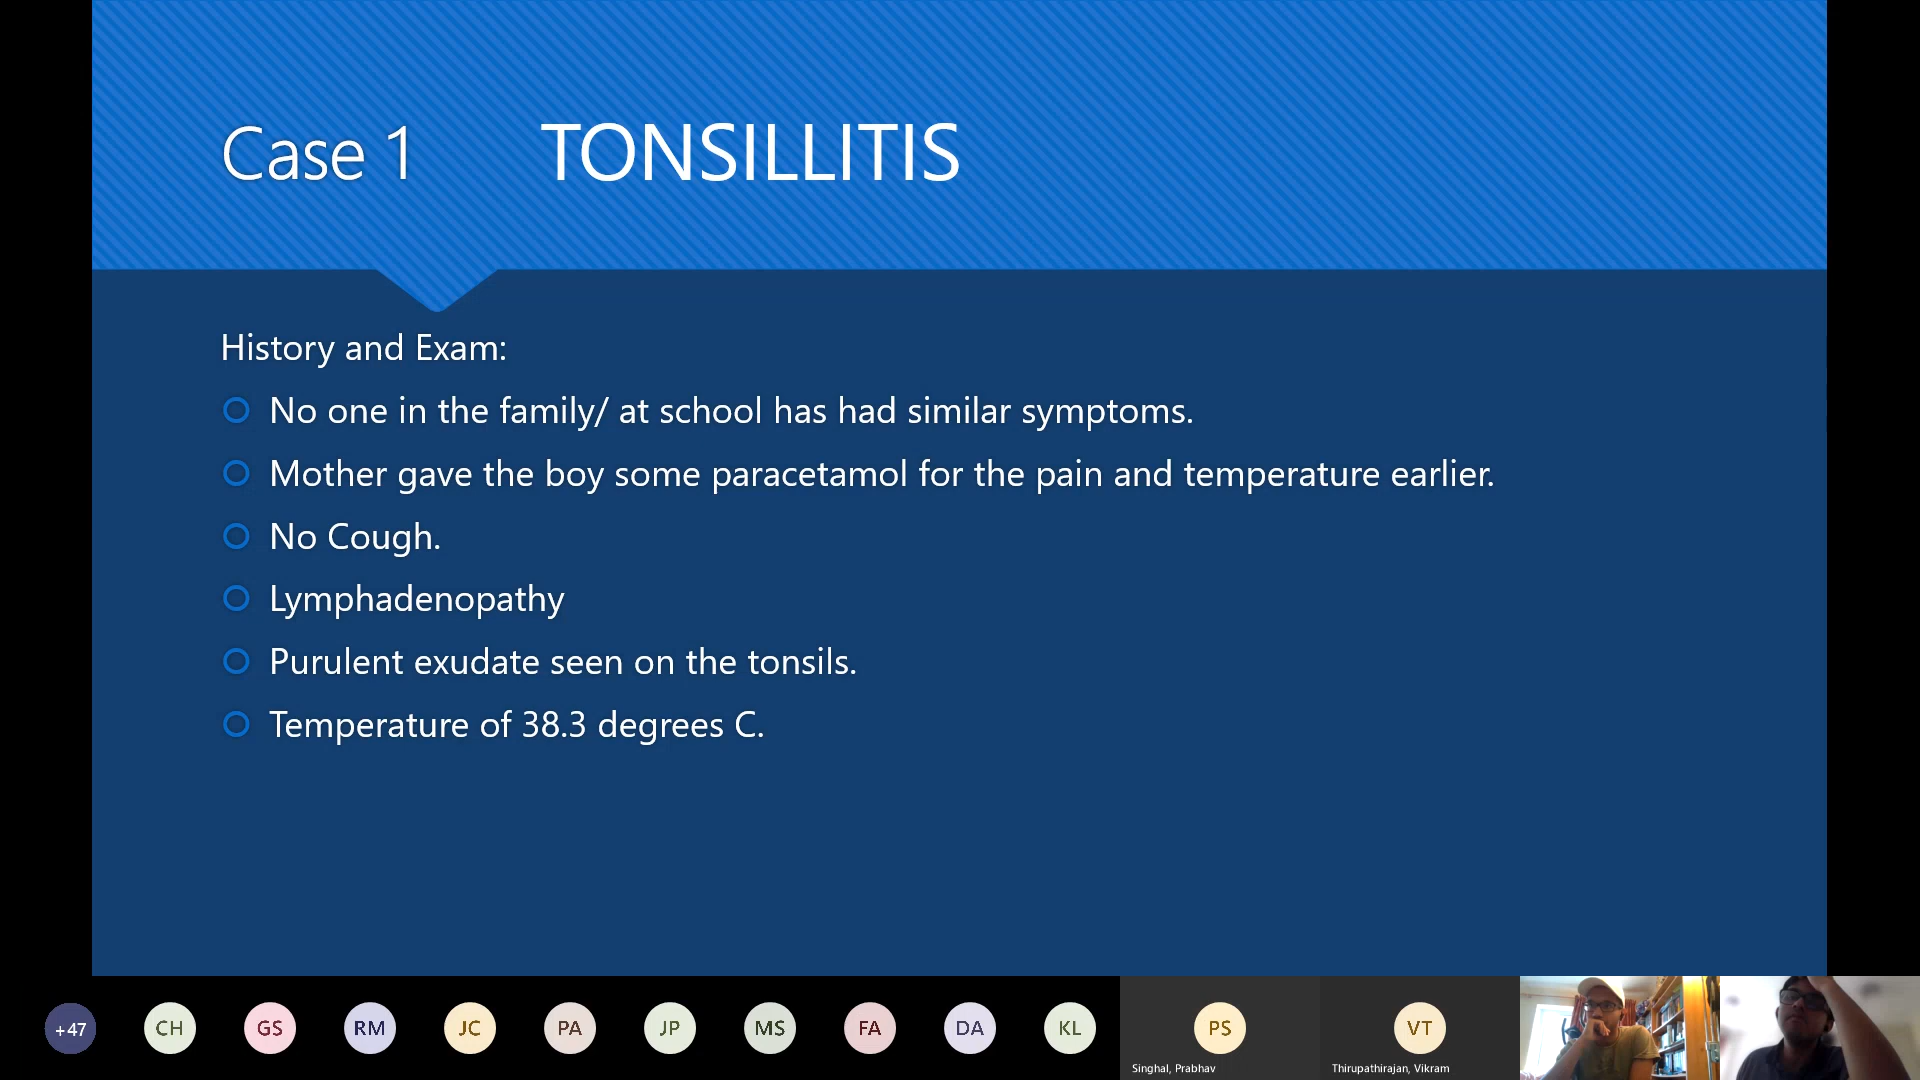 Case 1 TONSILLITIS
History and Exam:
No one in the family/ at school has had similar symptoms.
Mother gave the boy some paracetamol for the pain and temperature earlier.
No Cough.
Lymphadenopathy
Purulent exudate seen on the tonsils.
Temperature of 38.3 degrees C.
+47 CH GS RM JC PA JP MS FA DA KL PS VT
Singhal, Prabhav Thirupathirajan, Vikram